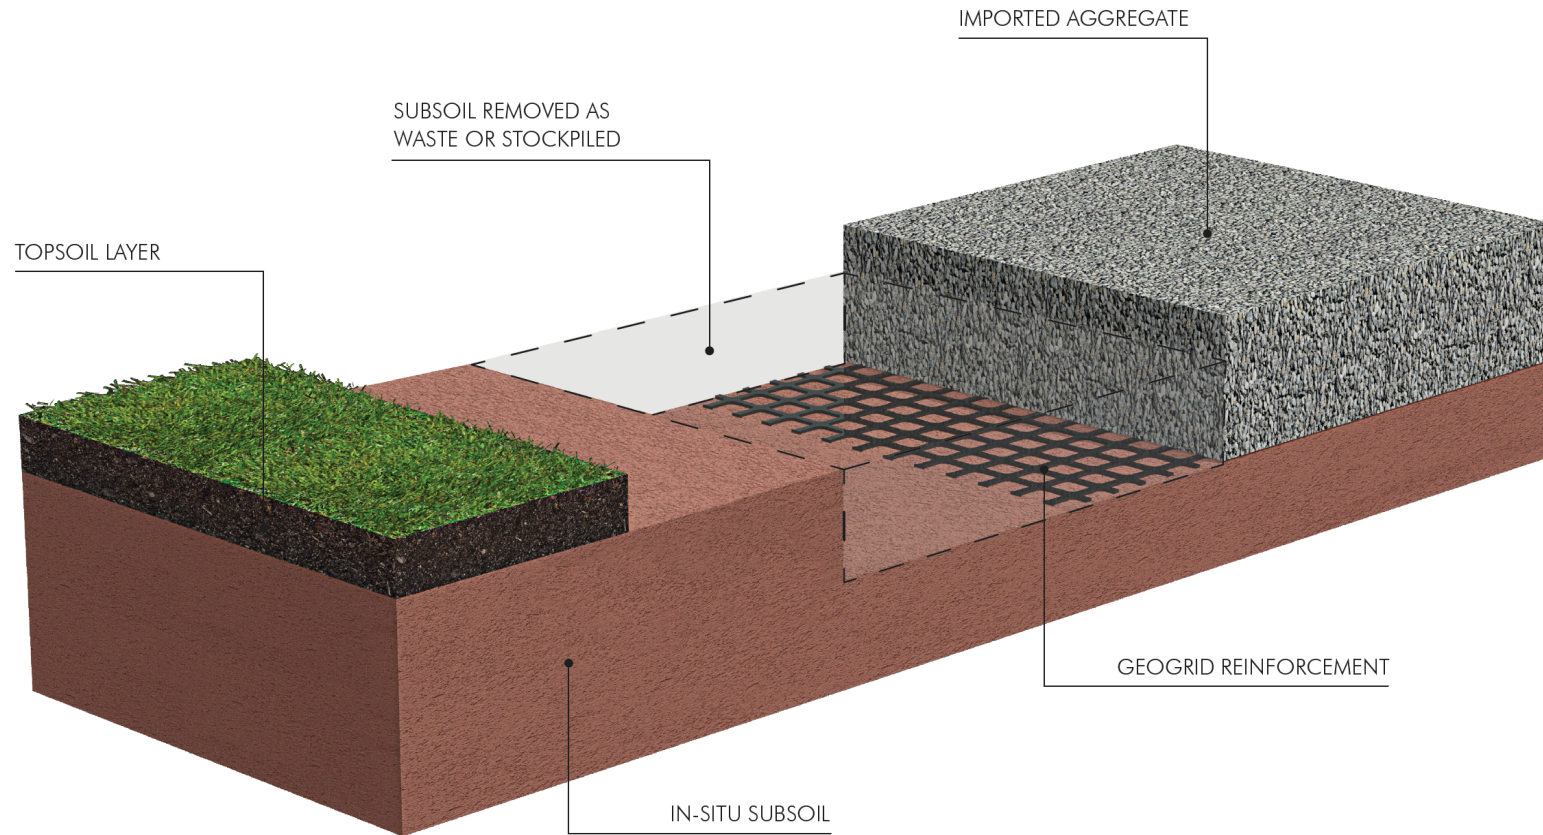 IMPORTED AGGREGATE
SUBSOIL REMOVED AS
WASTE OR STOCKPILED
TOPSOIL LAYER
GEOGRID REINFORCEMENT
IN-SITU SUBSOIL